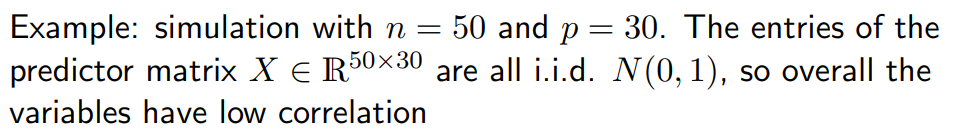 Example: simulation with n = 50 and p = 30. The entries of the
predictor matrix X ∈ ℝ^{50×30} are all i.i.d. N(0, 1), so overall the
variables have low correlation